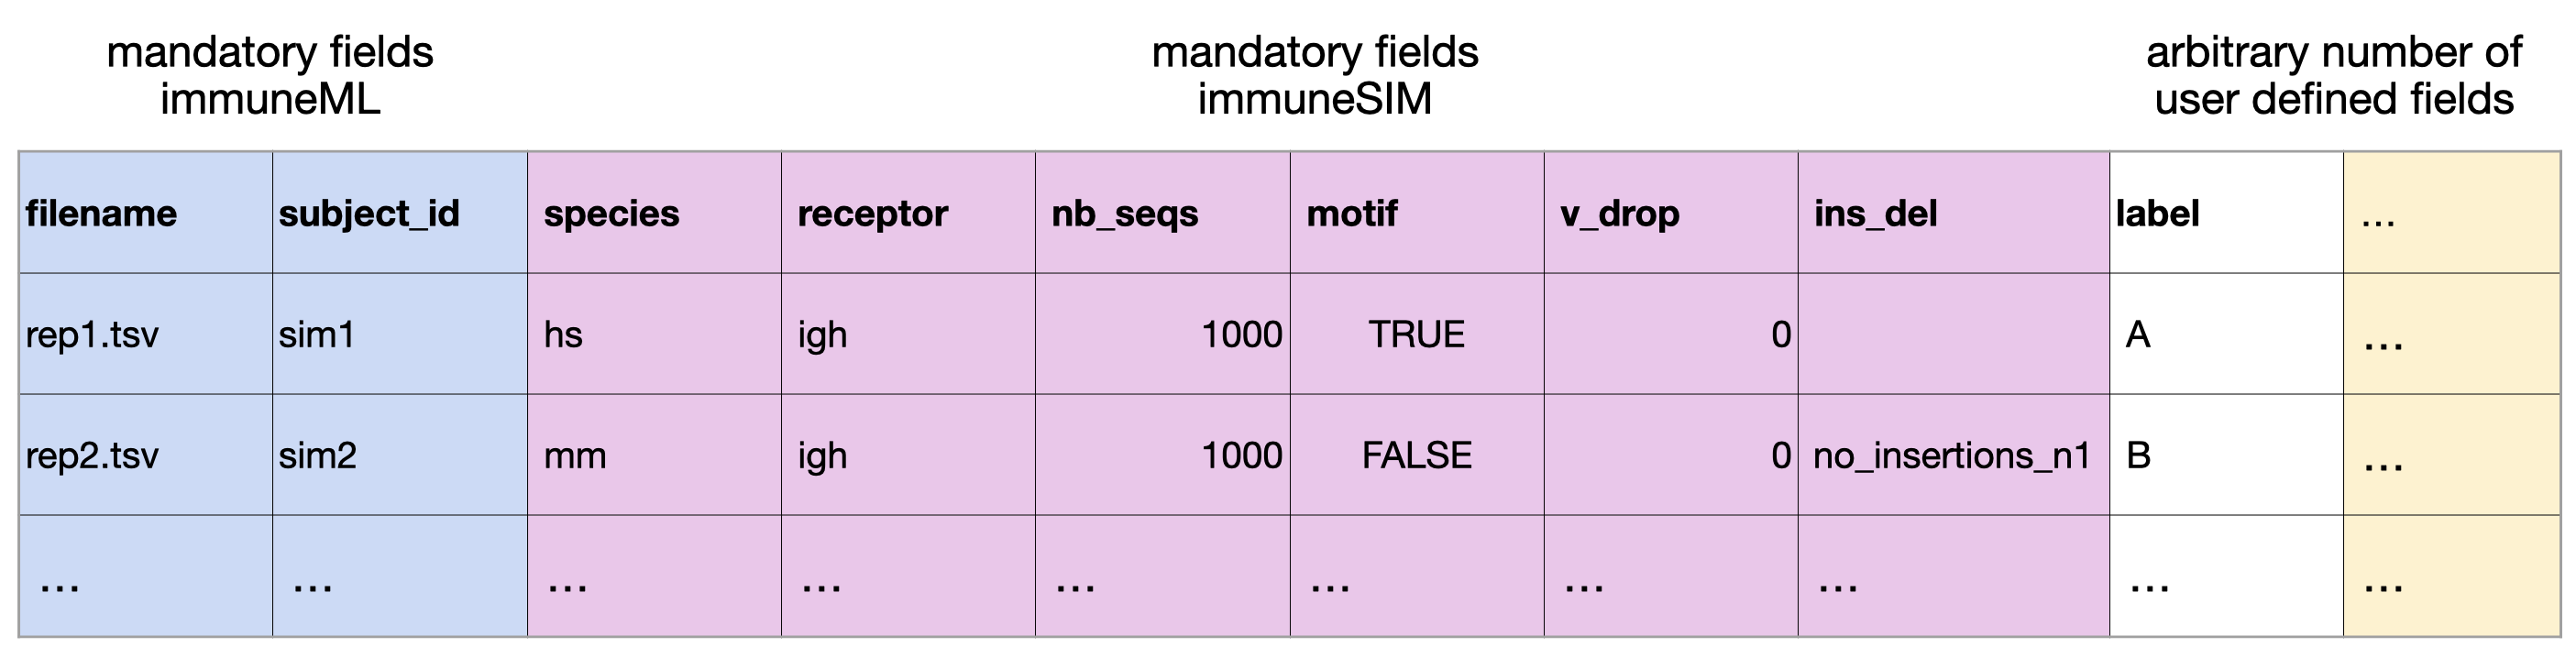 mandatory fields
immuneML
mandatory fields
immuneSIM
arbitrary number of
user defined fields
filename subject_id species receptor nb_seqs motif v_drop ins_del label ...
rep1.tsv sim1 hs igh 1000 TRUE 0 A ...
rep2.tsv sim2 mm igh 1000 FALSE 0 no_insertions_n1 B ...
... ... ... ... ... ... ... ... ... ...